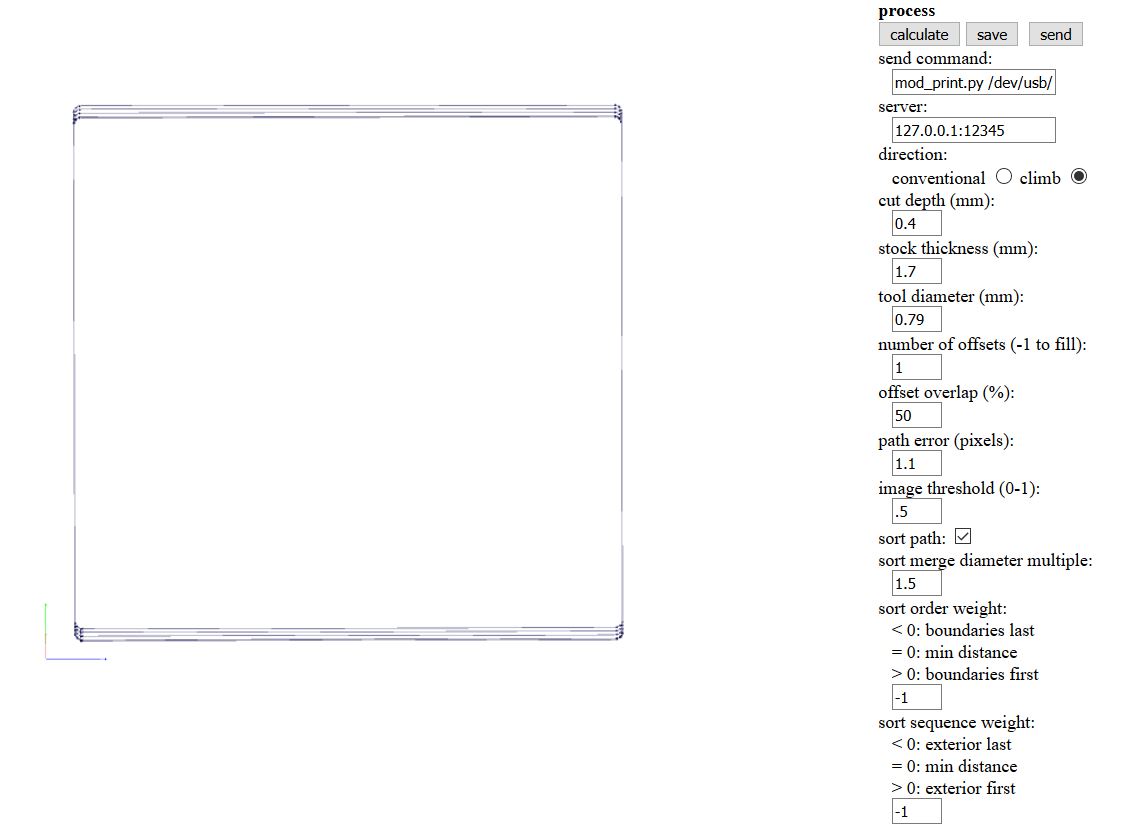 process
calculate save send
send command:
mod_print.py /dev/usb/
server:
127.0.0.1:12345
direction:
conventional climb
cut depth (mm):
0.4
stock thickness (mm):
1.7
tool diameter (mm):
0.79
number of offsets (-1 to fill):
1
offset overlap (%):
50
path error (pixels):
1.1
image threshold (0-1):
.5
sort path:
sort merge diameter multiple:
1.5
sort order weight:
< 0: boundaries last
= 0: min distance
> 0: boundaries first
-1
sort sequence weight:
< 0: exterior last
= 0: min distance
> 0: exterior first
-1